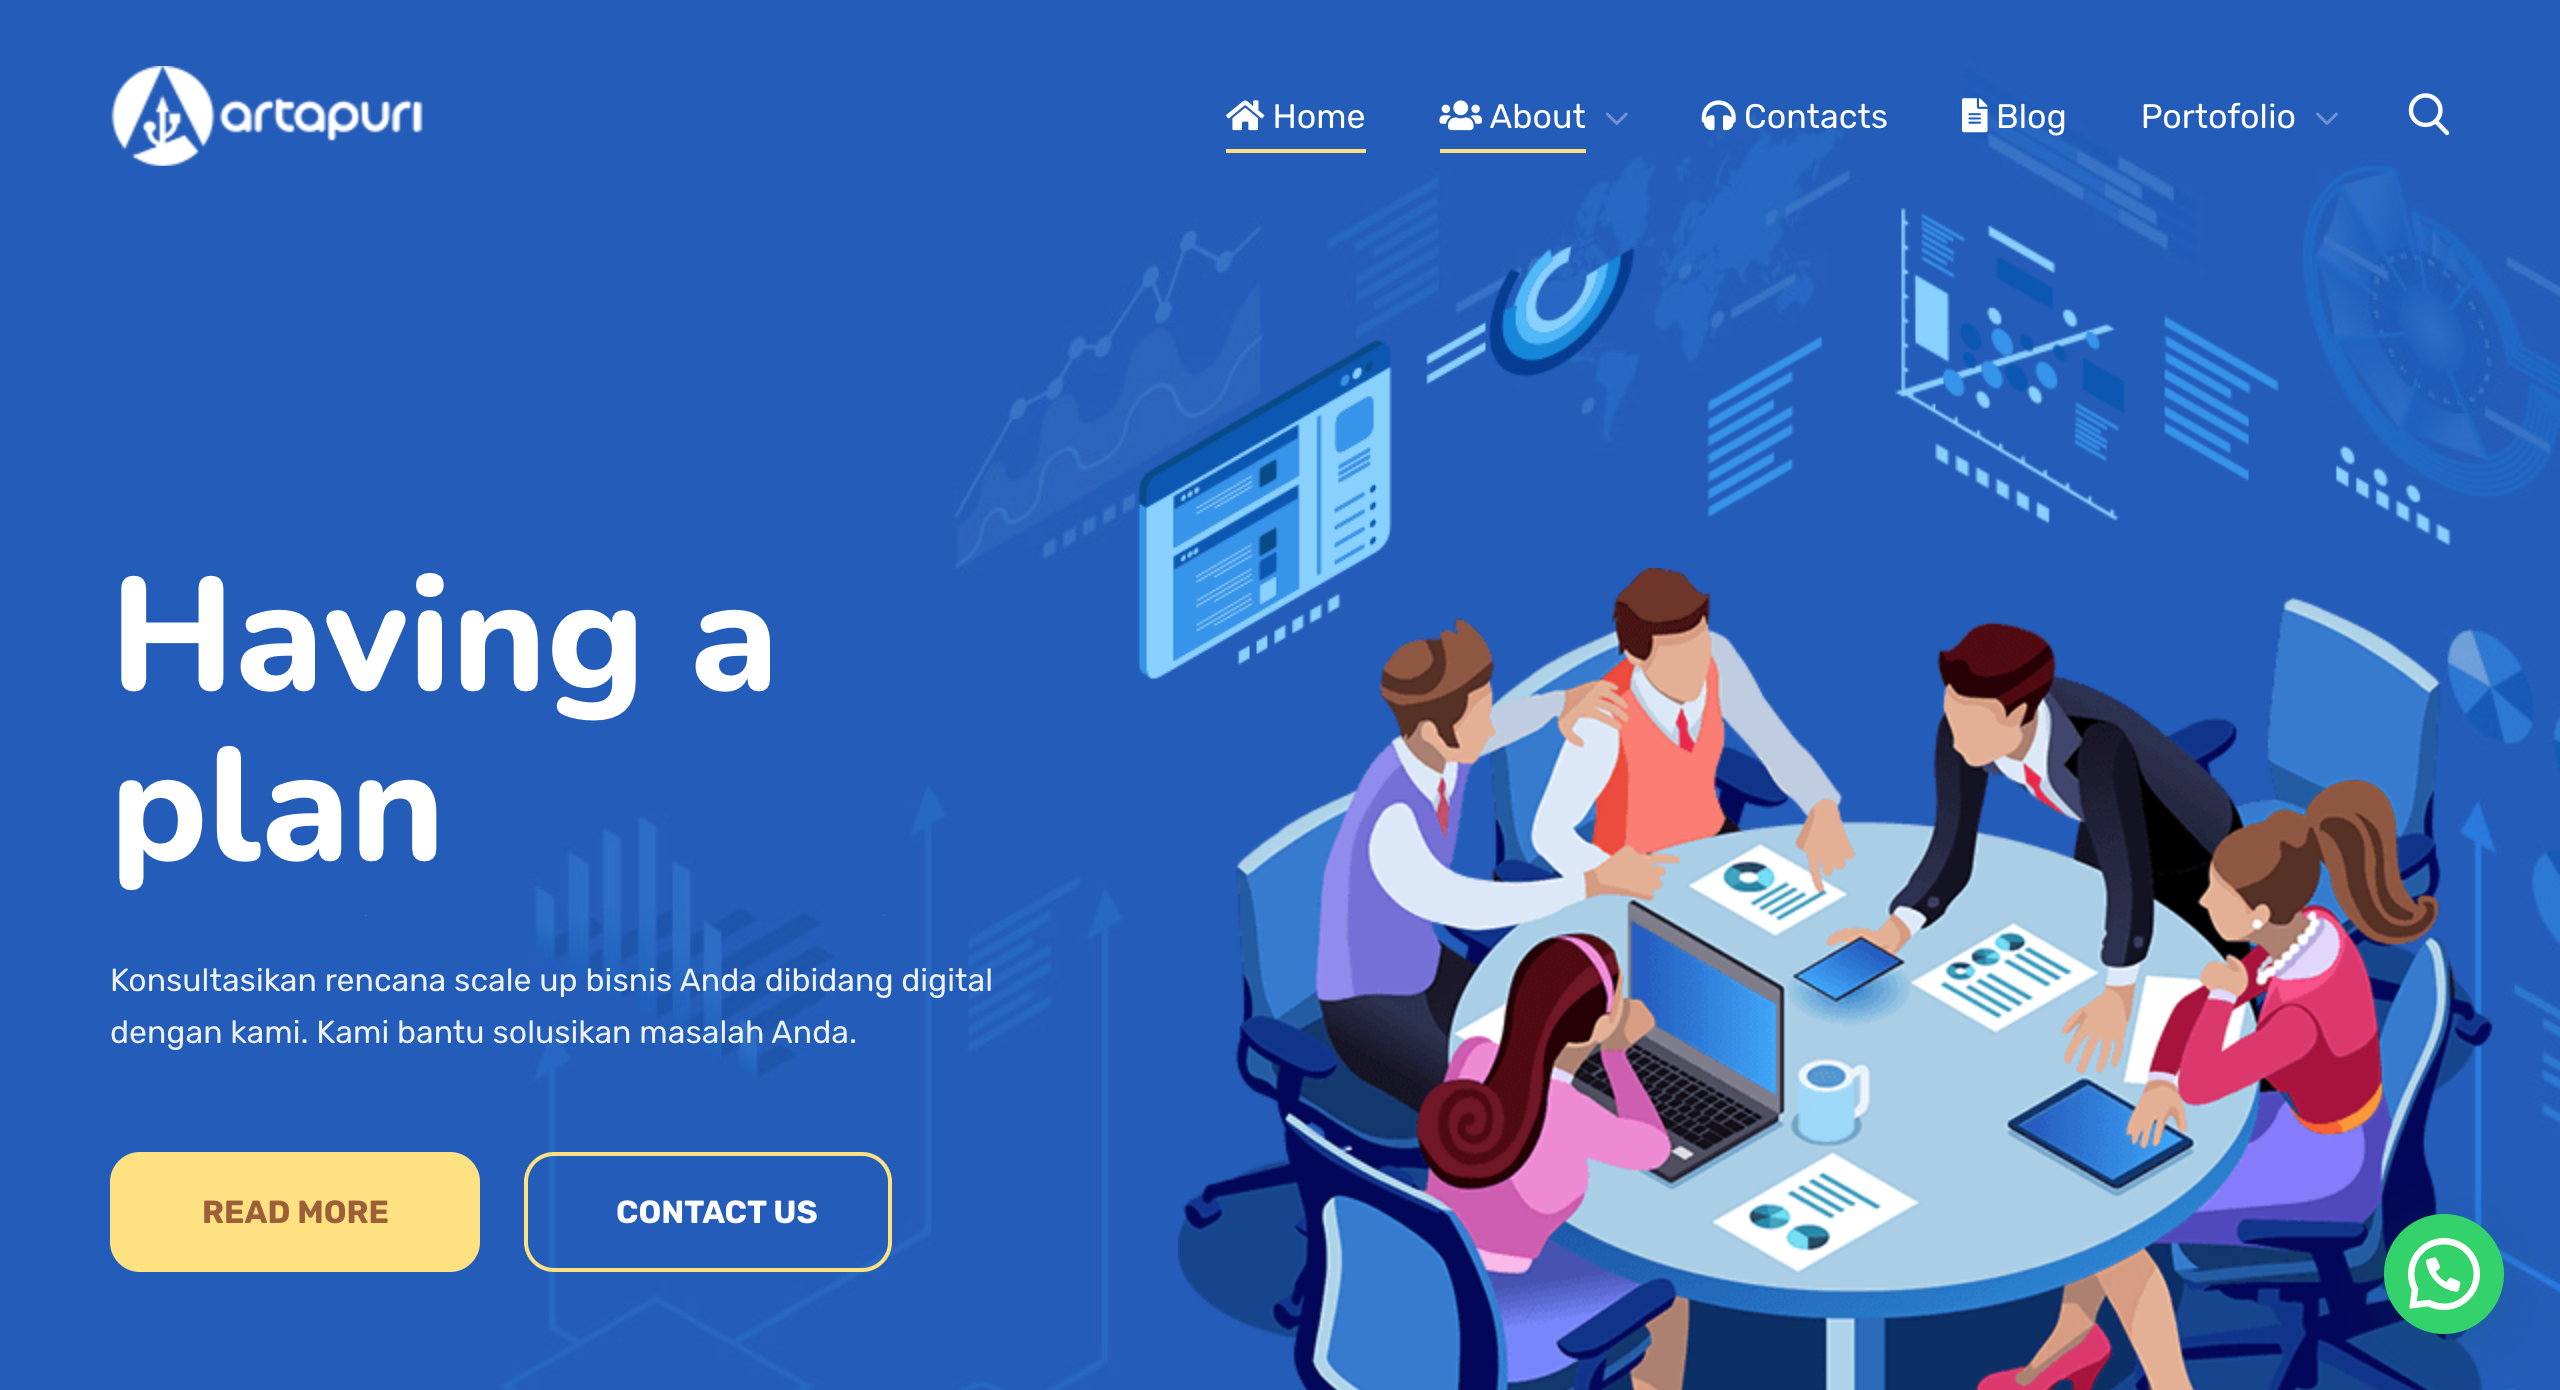 artapuri
Home About Contacts Blog Portofolio
Having a
plan
Konsultasikan rencana scale up bisnis Anda dibidang digital
dengan kami. Kami bantu solusikan masalah Anda.
READ MORE CONTACT US